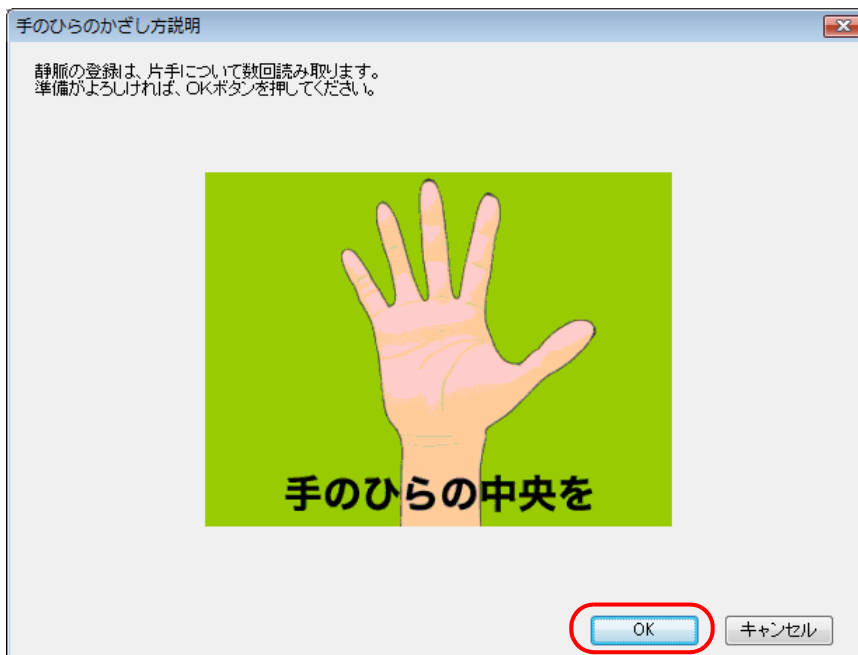 手のひらのかざし方説明
静脈の登録は、片手について数回読み取ります。
準備がよろしければ、OKボタンを押してください。
手のひらの中央を
OK
キャンセル